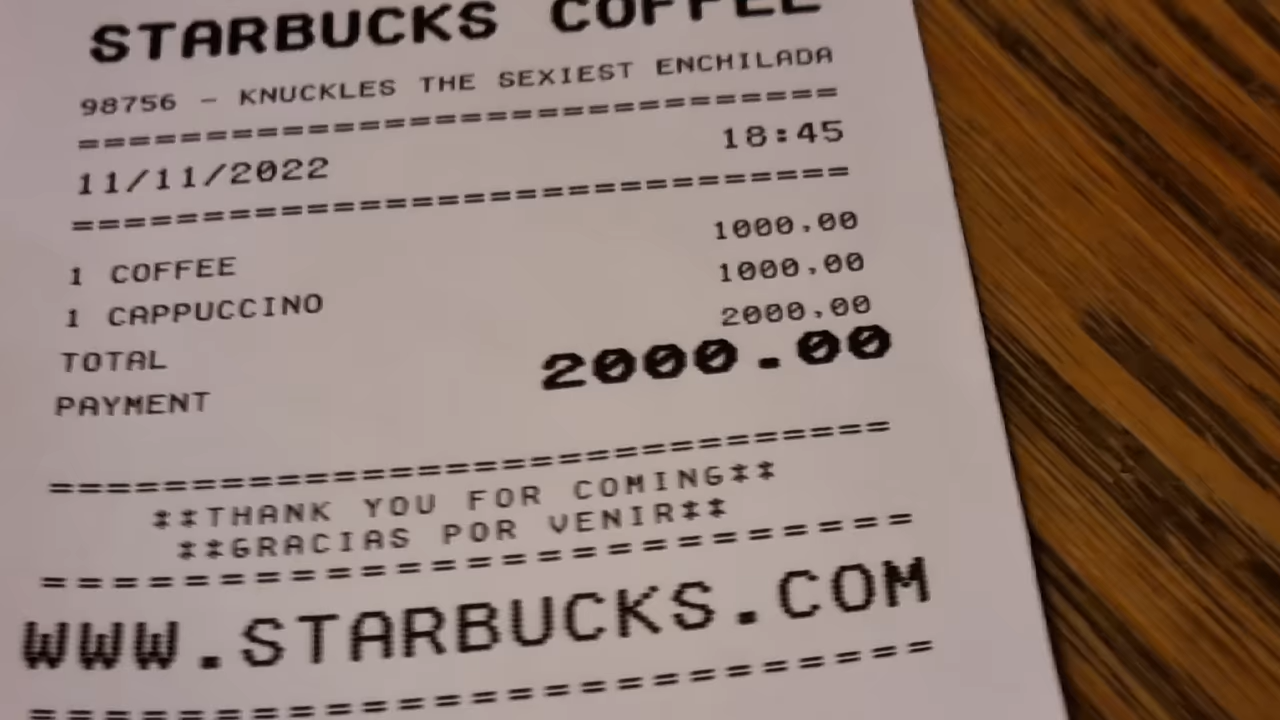 STARBUCKS COFFEE
98756 - KNUCKLES THE SEXIEST ENCHILADA
================================
11/11/2022 18:45
================================
1 COFFEE 1000.00
1 CAPPUCCINO 1000.00
TOTAL 2000.00
PAYMENT 2000.00
================================
**THANK YOU FOR COMING**
**GRACIAS POR VENIR**
========================
WWW.STARBUCKS.COM
========================